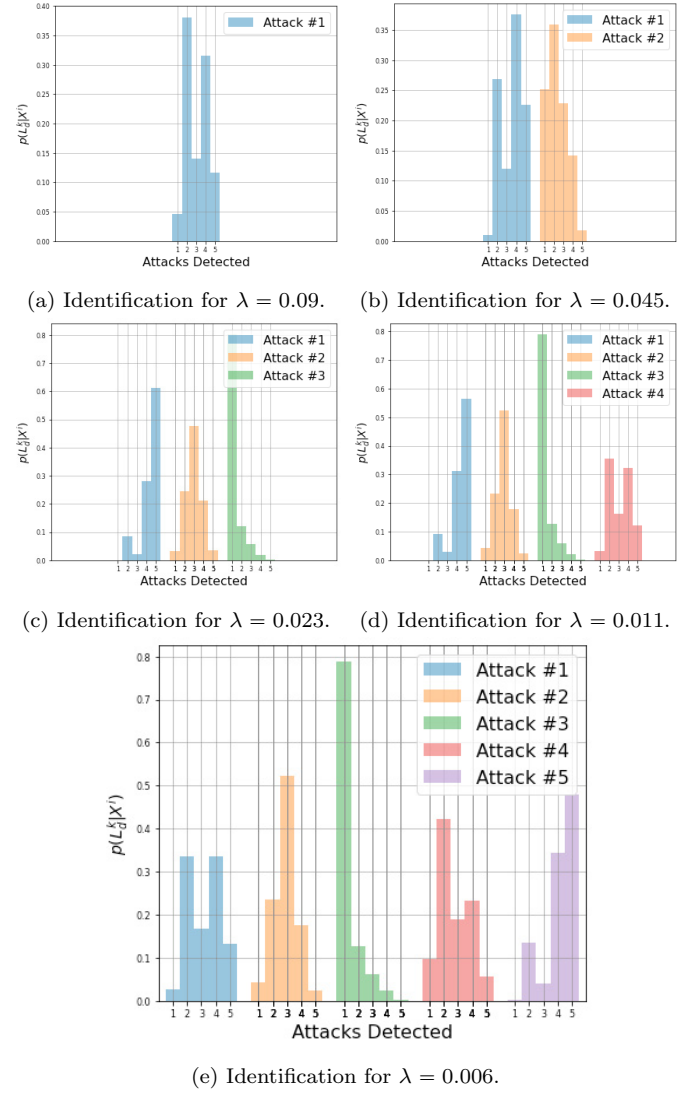 0.40
0.35
0.30
0.25
0.20
0.15
0.10
0.05
0.00
p(L_d^k|X^i)
Attack #1
1 2 3 4 5
Attacks Detected
(a) Identification for λ = 0.09.
0.35
0.30
0.25
0.20
0.15
0.10
0.05
0.00
p(L_d^k|X^i)
Attack #1
Attack #2
1 2 3 4 5 1 2 3 4 5
Attacks Detected
(b) Identification for λ = 0.045.
0.8
0.7
0.6
0.5
0.4
0.3
0.2
0.1
0.0
p(L_d^k|X^i)
Attack #1
Attack #2
Attack #3
1 2 3 4 5 1 2 3 4 5 1 2 3 4 5
Attacks Detected
(c) Identification for λ = 0.023.
0.8
0.7
0.6
0.5
0.4
0.3
0.2
0.1
0.0
p(L_d^k|X^i)
Attack #1
Attack #2
Attack #3
Attack #4
1 2 3 4 5 1 2 3 4 5 1 2 3 4 5 1 2 3 4 5
Attacks Detected
(d) Identification for λ = 0.011.
0.8
0.7
0.6
0.5
0.4
0.3
0.2
0.1
0.0
p(L_d^k|X^i)
Attack #1
Attack #2
Attack #3
Attack #4
Attack #5
1 2 3 4 5 1 2 3 4 5 1 2 3 4 5 1 2 3 4 5 1 2 3 4 5
Attacks Detected
(e) Identification for λ = 0.006.